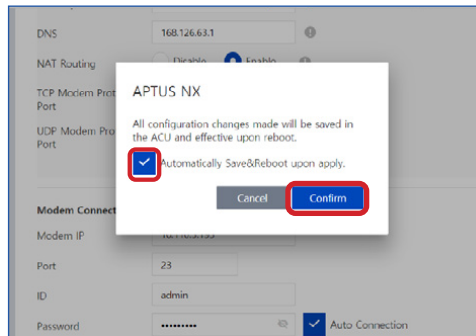 DNS
168.126.63.1
NAT Routing
Disable
Enable
TCP Modem Prot
Port
UDP Modem Pro
Port
APTUS NX
All configuration changes made will be saved in
the ACU and effective upon reboot.
Automatically Save&Reboot upon apply.
Cancel
Confirm
Modem Connect
Modem IP
Port
23
ID
admin
Password
•••••••••
Auto Connection